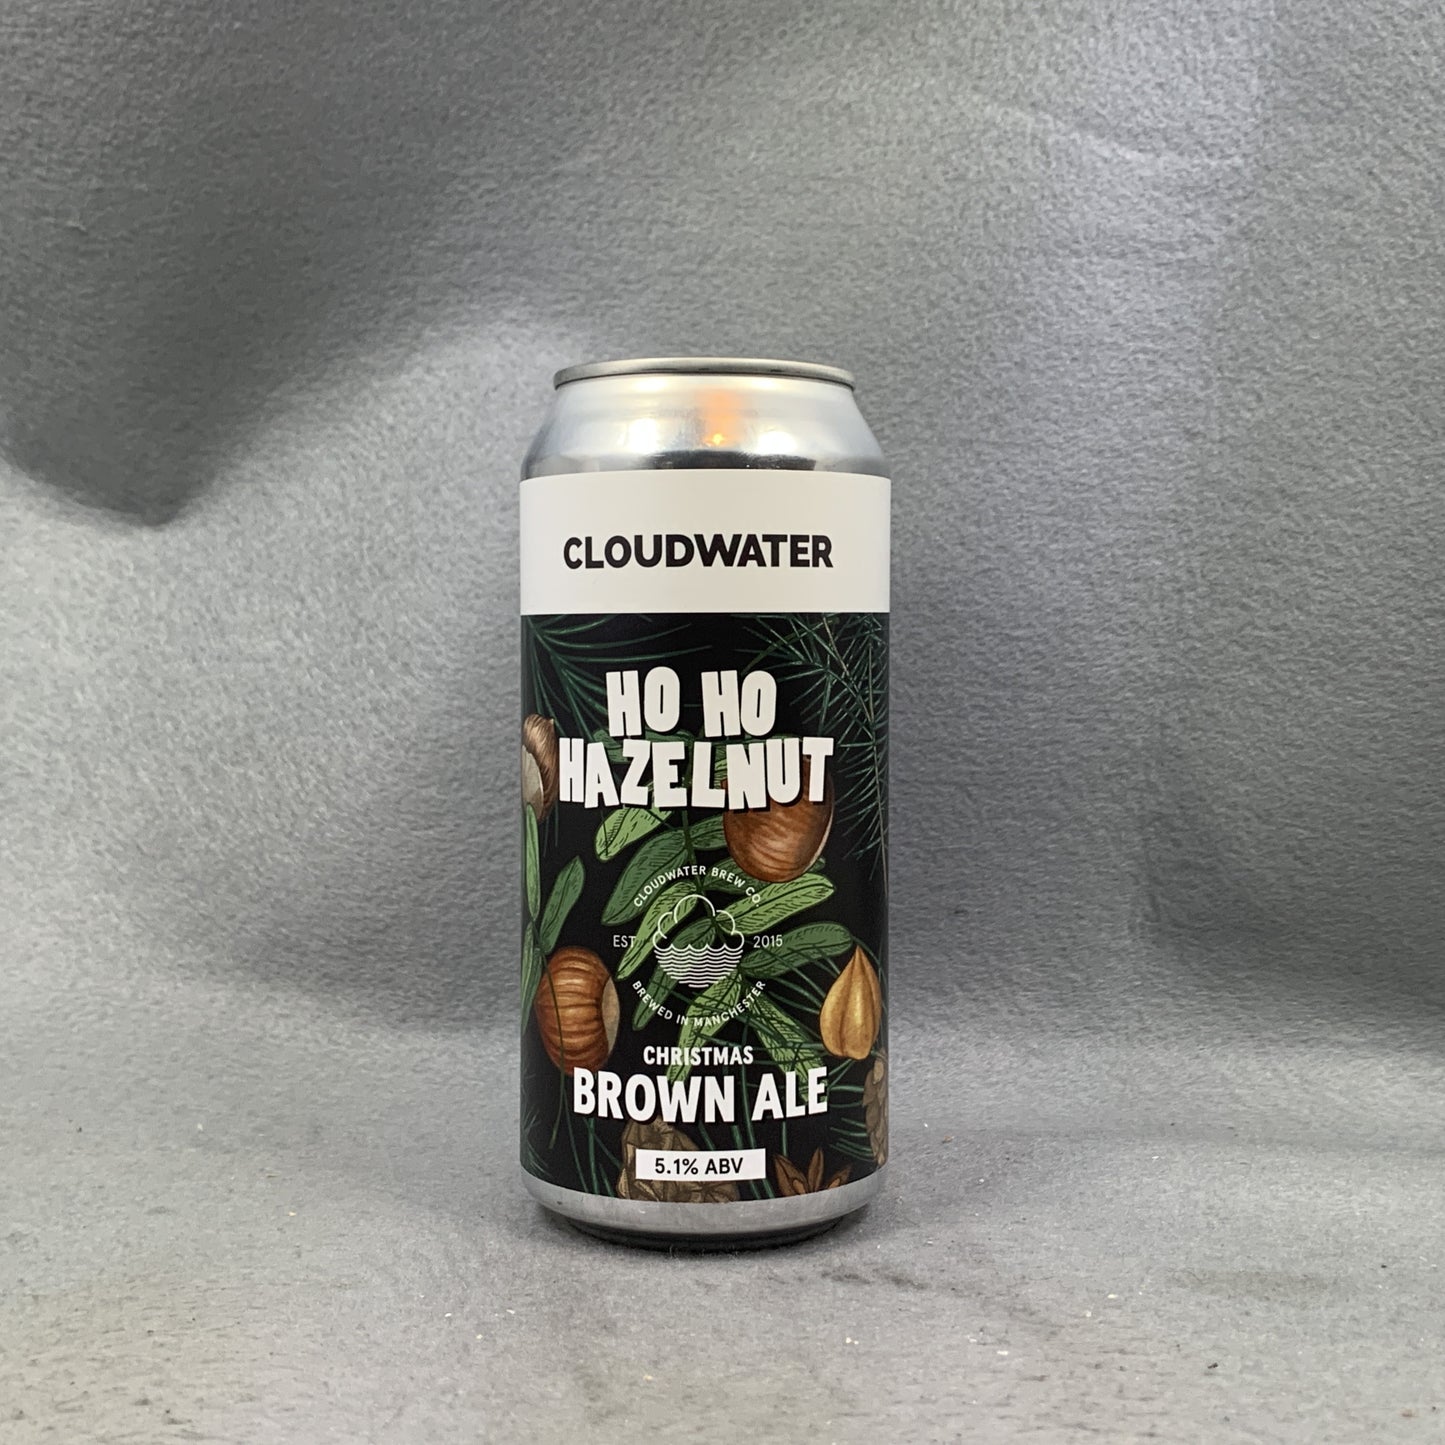 CLOUDWATER
HO HO
HAZELNUT
CLOUDWATER BREW CO.
EST 2015
BREWED IN MANCHESTER
CHRISTMAS
BROWN ALE
5.1% ABV